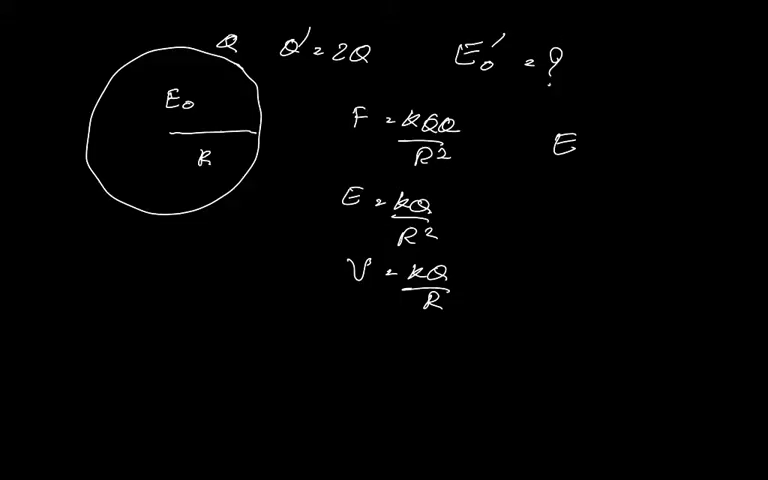 Q Q' = 2Q E₀' = ?
E₀
R
F = kQQ / R² E
E = kQ / R²
V = kQ / R